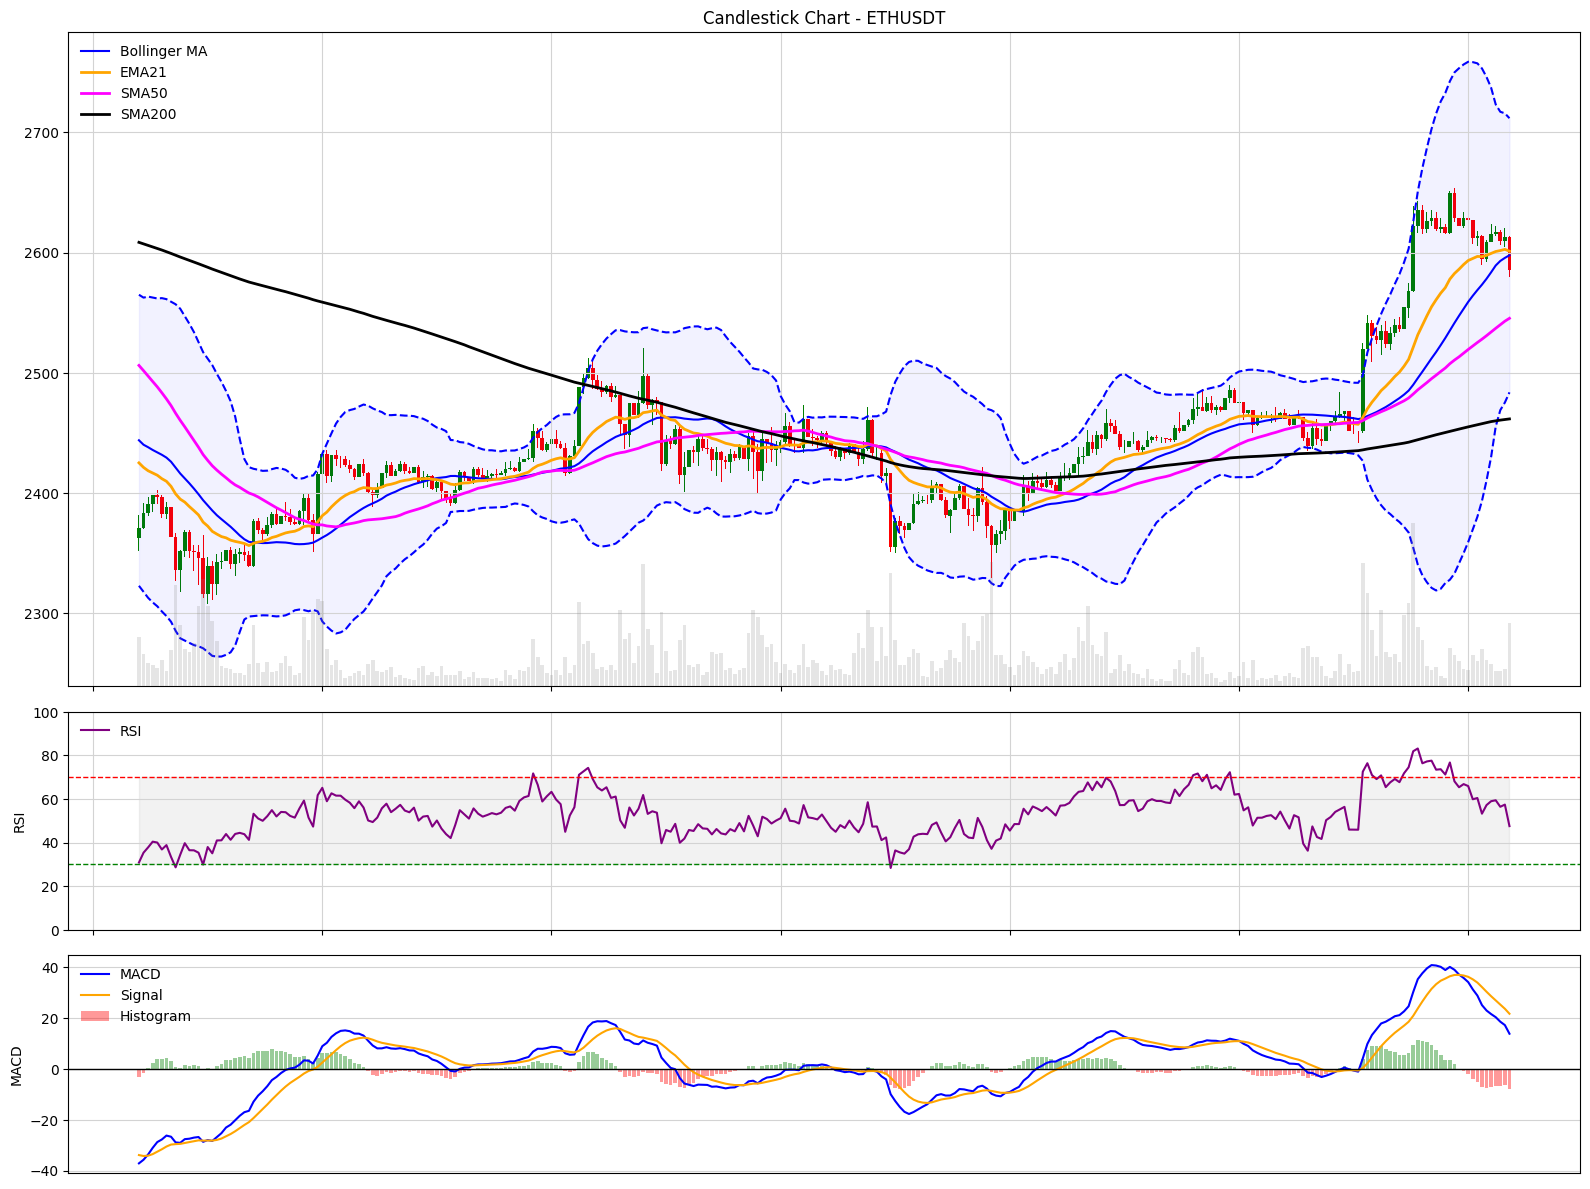 Candlestick Chart - ETHUSDT
Bollinger MA
EMA21
SMA50
SMA200
2700
2600
2500
2400
2300
RSI
100
80
60
40
20
0
RSI
MACD
Signal
Histogram
40
20
0
−20
−40
MACD